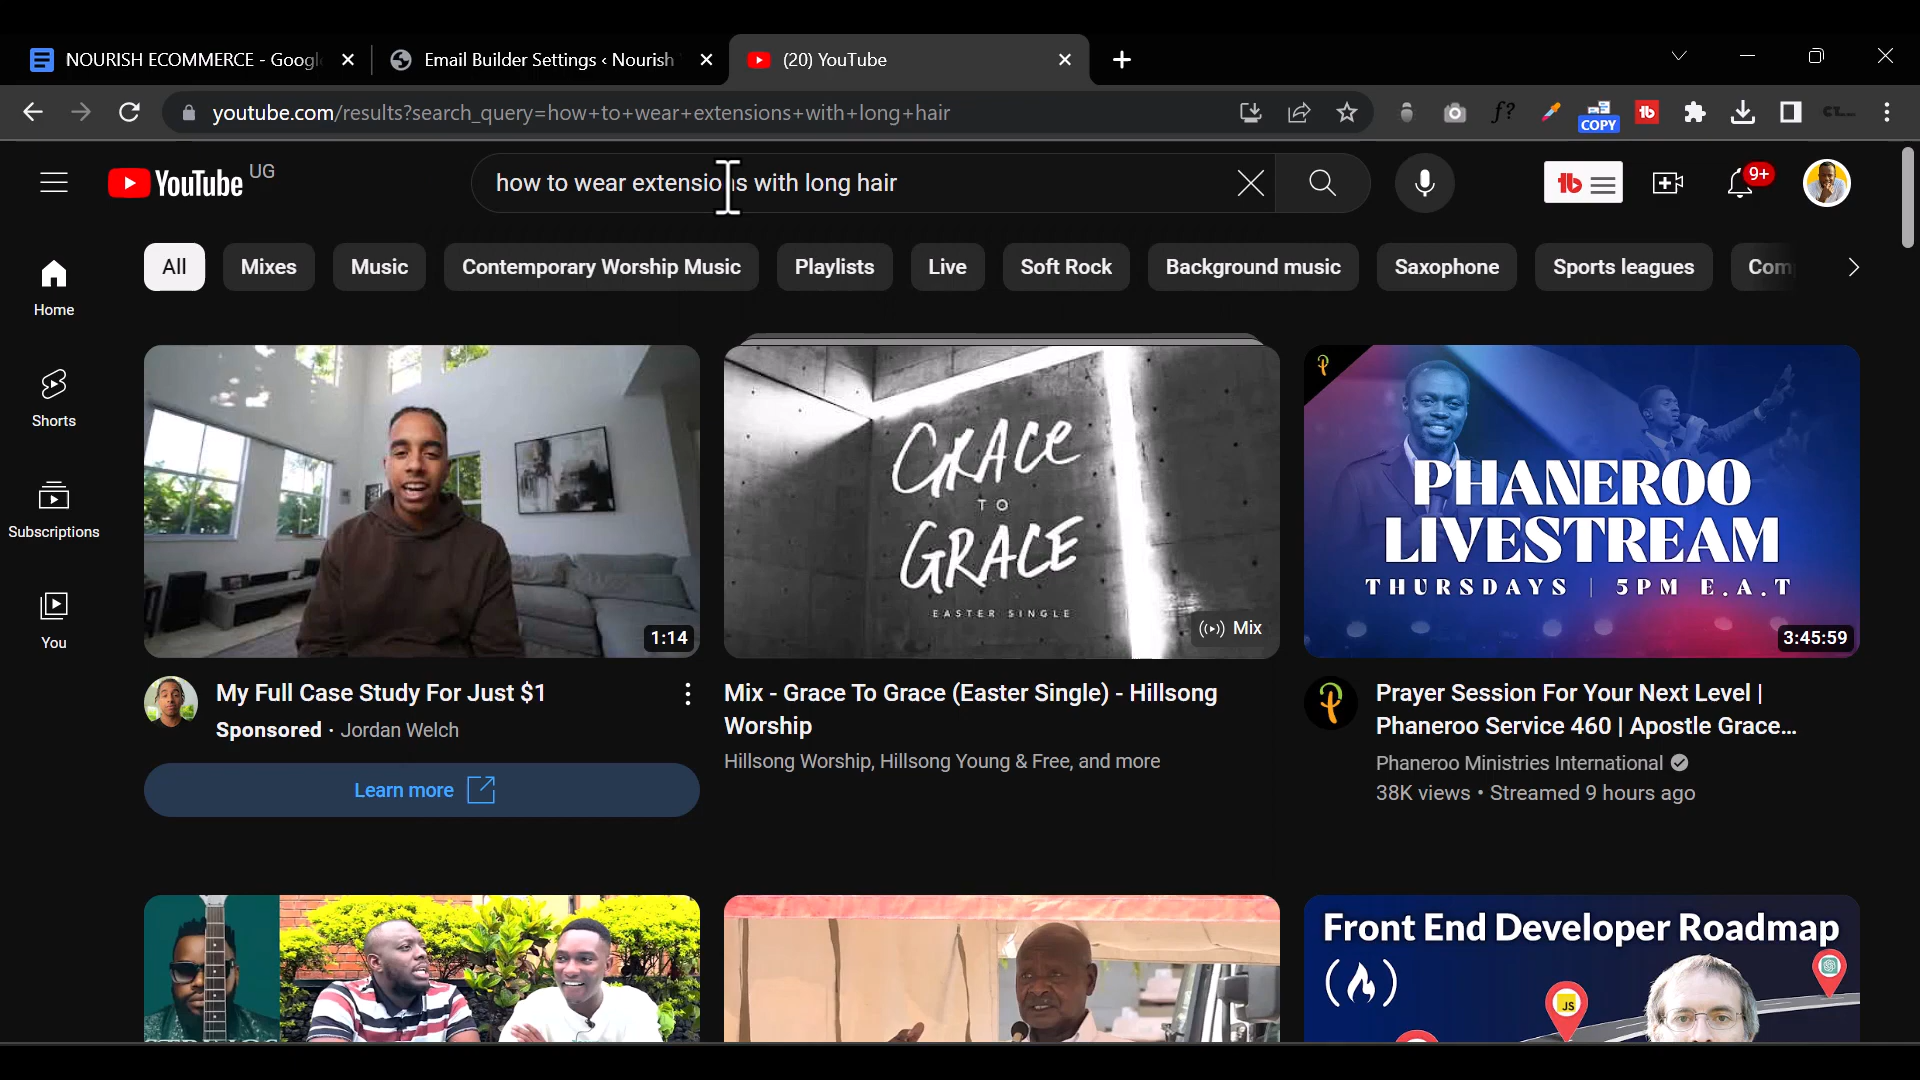 NOURISH ECOMMERCE - Googl
Email Builder Settings ‹ Nourish
(20) YouTube
youtube.com/results?search_query=how+to+wear+extensions+with+long+hair
f?
COPY
tb
YouTube UG
how to wear extensions with long hair
tb
9+
All
Mixes
Music
Contemporary Worship Music
Playlists
Live
Soft Rock
Background music
Saxophone
Sports leagues
Com
Home
Shorts
Subscriptions
You
1:14
My Full Case Study For Just $1
Sponsored · Jordan Welch
Learn more
GRACE
TO
GRACE
EASTER SINGLE
Mix
Mix - Grace To Grace (Easter Single) - Hillsong
Worship
Hillsong Worship, Hillsong Young & Free, and more
PHANEROO
LIVESTREAM
THURSDAYS | 5PM E.A.T
3:45:59
Prayer Session For Your Next Level |
Phaneroo Service 460 | Apostle Grace...
Phaneroo Ministries International
38K views • Streamed 9 hours ago
Front End Developer Roadmap
JS